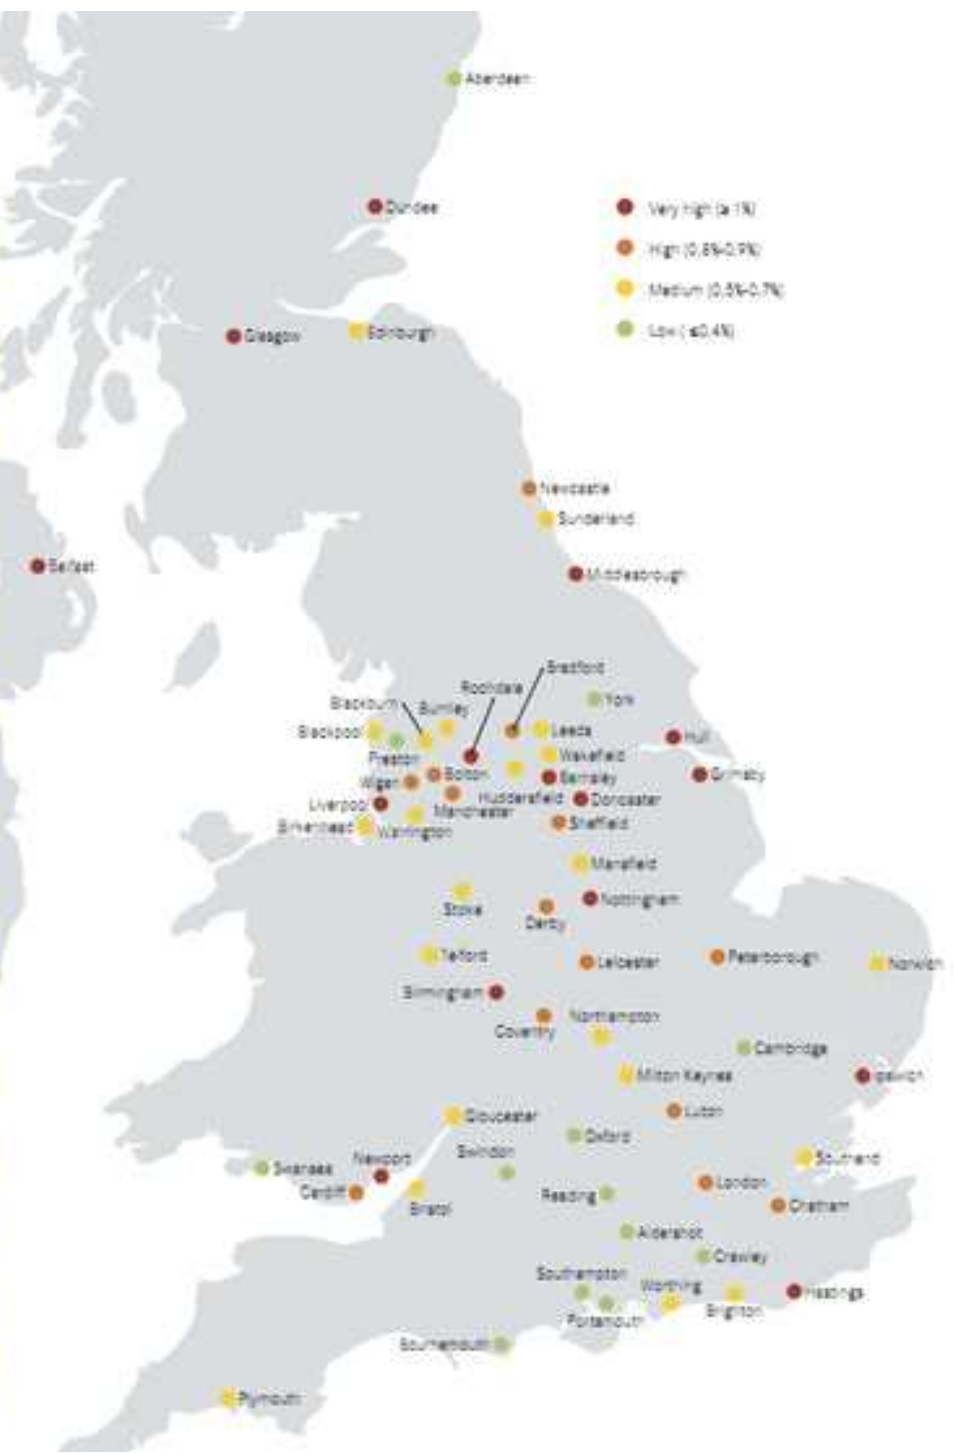 Aberdeen
Dundee
Very high (≥ 1%)
High (0.8%-0.9%)
Medium (0.5%-0.7%)
Low ( ≤0.4%)
Glasgow
Edinburgh
Newcastle
Sunderland
Belfast
Middlesbrough
Bradford
Rochdale
York
Blackburn
Burnley
Blackpool
Leeds
Hull
Preston
Wakefield
Wigan
Bolton
Barnsley
Grimsby
Liverpool
Huddersfield
Doncaster
Manchester
Birkenhead
Warrington
Sheffield
Mansfield
Stoke
Nottingham
Derby
Telford
Leicester
Peterborough
Norwich
Birmingham
Northampton
Coventry
Cambridge
Milton Keynes
Ipswich
Luton
Gloucester
Oxford
Swindon
Newport
Southend
Swansea
London
Cardiff
Reading
Chatham
Bristol
Aldershot
Crawley
Southampton
Worthing
Hastings
Brighton
Portsmouth
Bournemouth
Plymouth